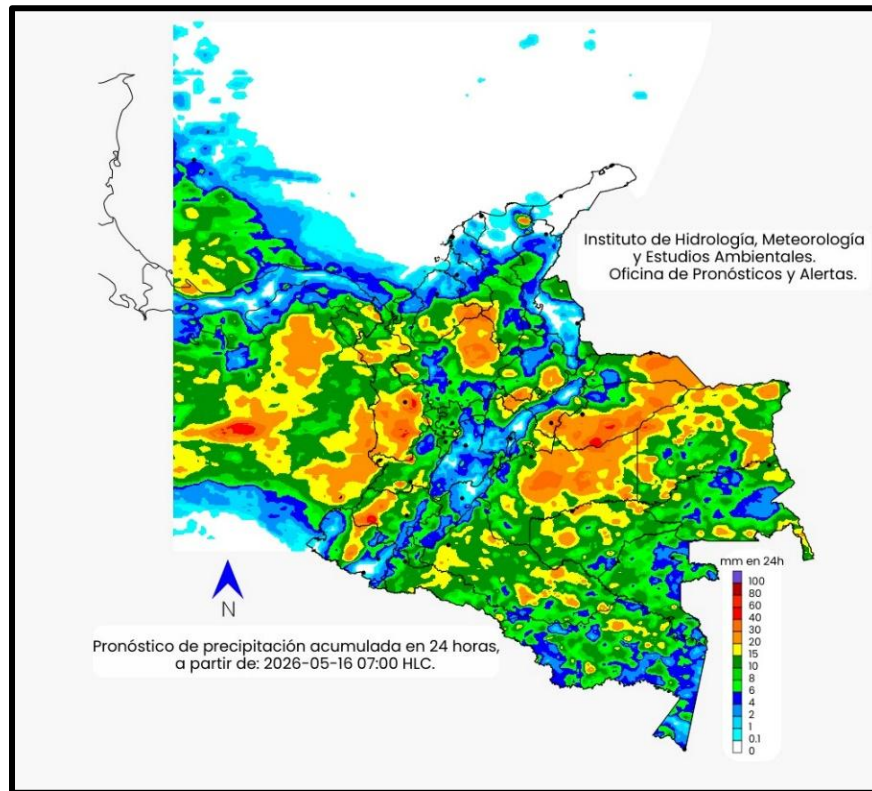 Instituto de Hidrología, Meteorología
y Estudios Ambientales.
Oficina de Pronósticos y Alertas.
N
Pronóstico de precipitación acumulada en 24 horas,
a partir de: 2026-05-16 07:00 HLC.
mm en 24h
100
80
60
40
30
20
15
10
8
6
4
2
1
0.1
0